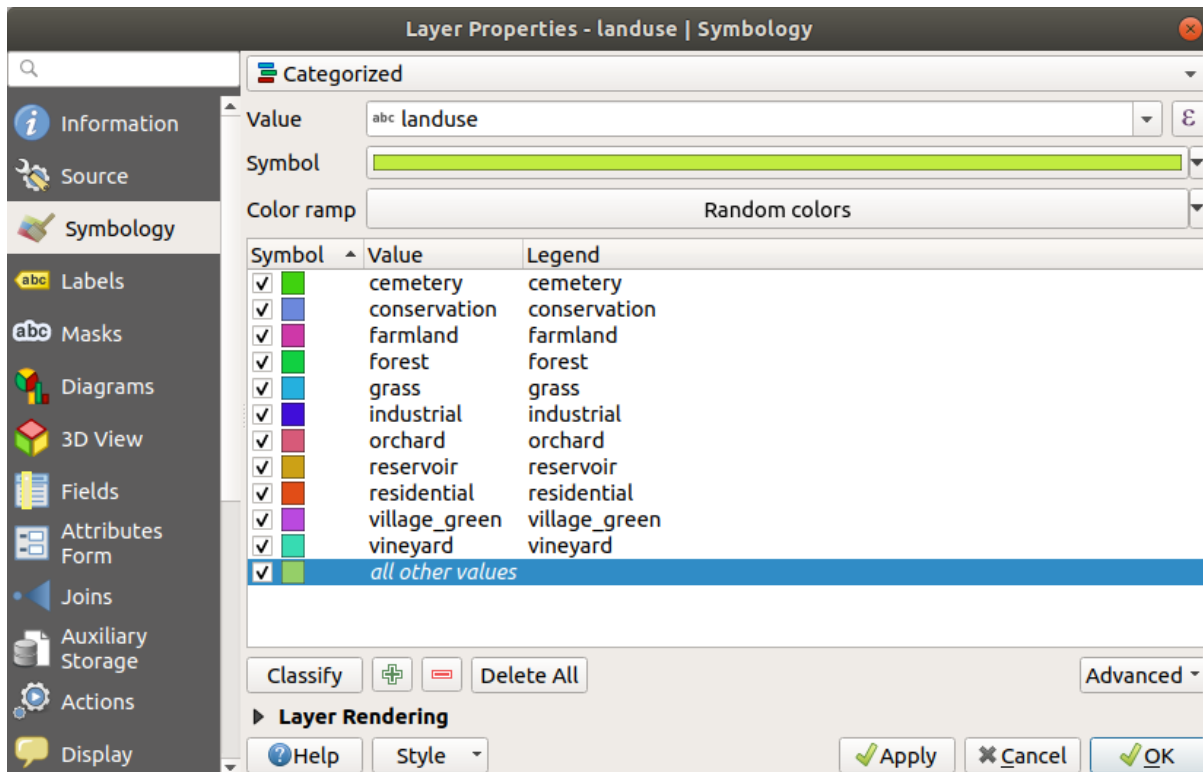 Layer Properties - landuse | Symbology
Information
Source
Symbology
abc Labels
abc Masks
Diagrams
3D View
Fields
Attributes
Form
Joins
Auxiliary
Storage
Actions
Display
Categorized
Value abc landuse ε
Symbol
Color ramp Random colors
Symbol Value Legend
cemetery cemetery
conservation conservation
farmland farmland
forest forest
grass grass
industrial industrial
orchard orchard
reservoir reservoir
residential residential
village_green village_green
vineyard vineyard
all other values
Classify Delete All Advanced
Layer Rendering
Help Style Apply Cancel OK